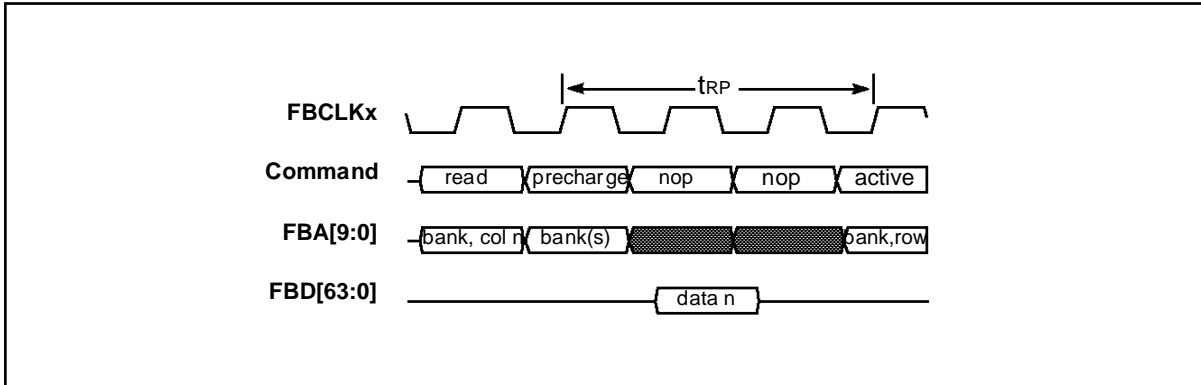 tRP
FBCLKx
Command read precharge nop nop active
FBA[9:0] bank, col n bank(s) bank,row
FBD[63:0] data n